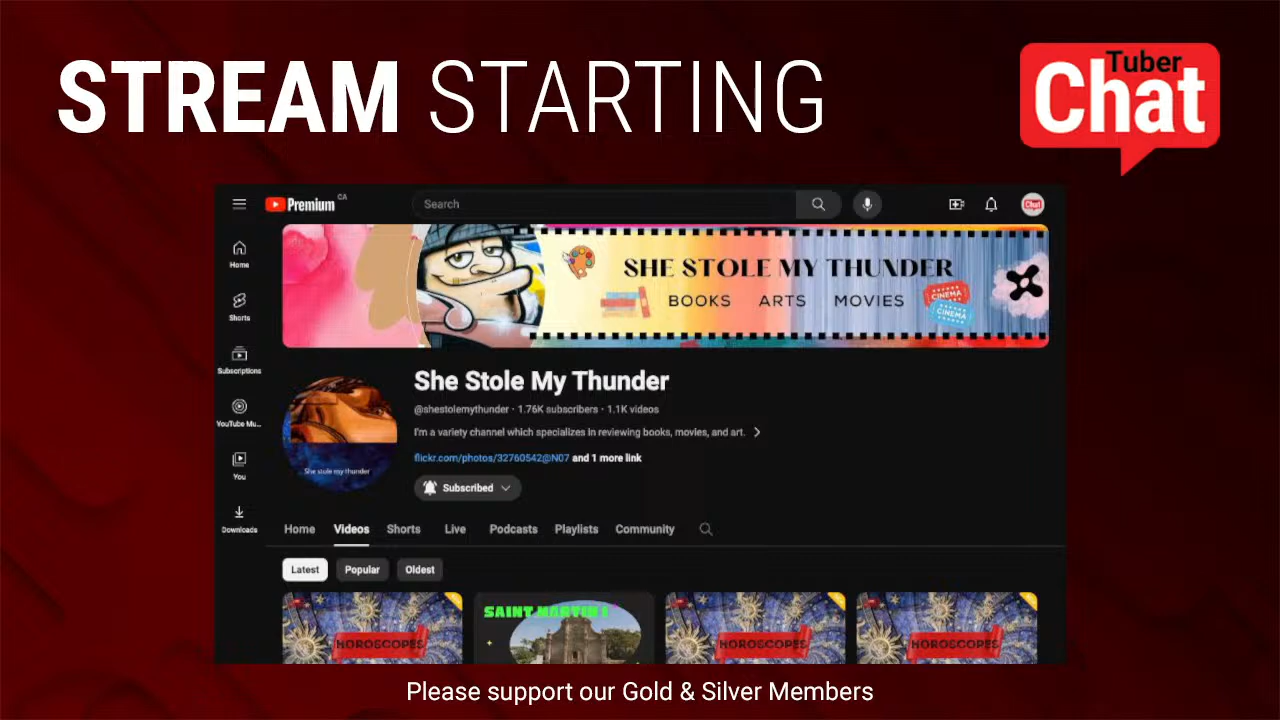 STREAM STARTING
Tuber
Chat
Premium CA
Search
Chat
Home
Shorts
Subscriptions
YouTube Mu...
You
Downloads
SHE STOLE MY THUNDER
BOOKS ARTS MOVIES
CINEMA
CINEMA
She Stole My Thunder
@shestolemythunder · 1.76K subscribers · 1.1K videos
I'm a variety channel which specializes in reviewing books, movies, and art.
flickr.com/photos/32760542@N07 and 1 more link
She stole my thunder
Subscribed
Home Videos Shorts Live Podcasts Playlists Community
Latest Popular Oldest
HOROSCOPES
SAINT MARTIN
HOROSCOPES
HOROSCOPES
Please support our Gold & Silver Members